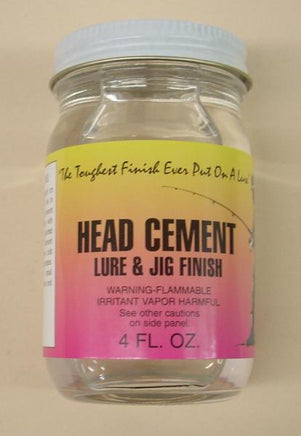 "The Toughest Finish Ever Put On A Lure"
HEAD CEMENT
LURE & JIG FINISH
WARNING-FLAMMABLE
IRRITANT VAPOR HARMFUL
See other cautions
on side panel.
4 FL. OZ.